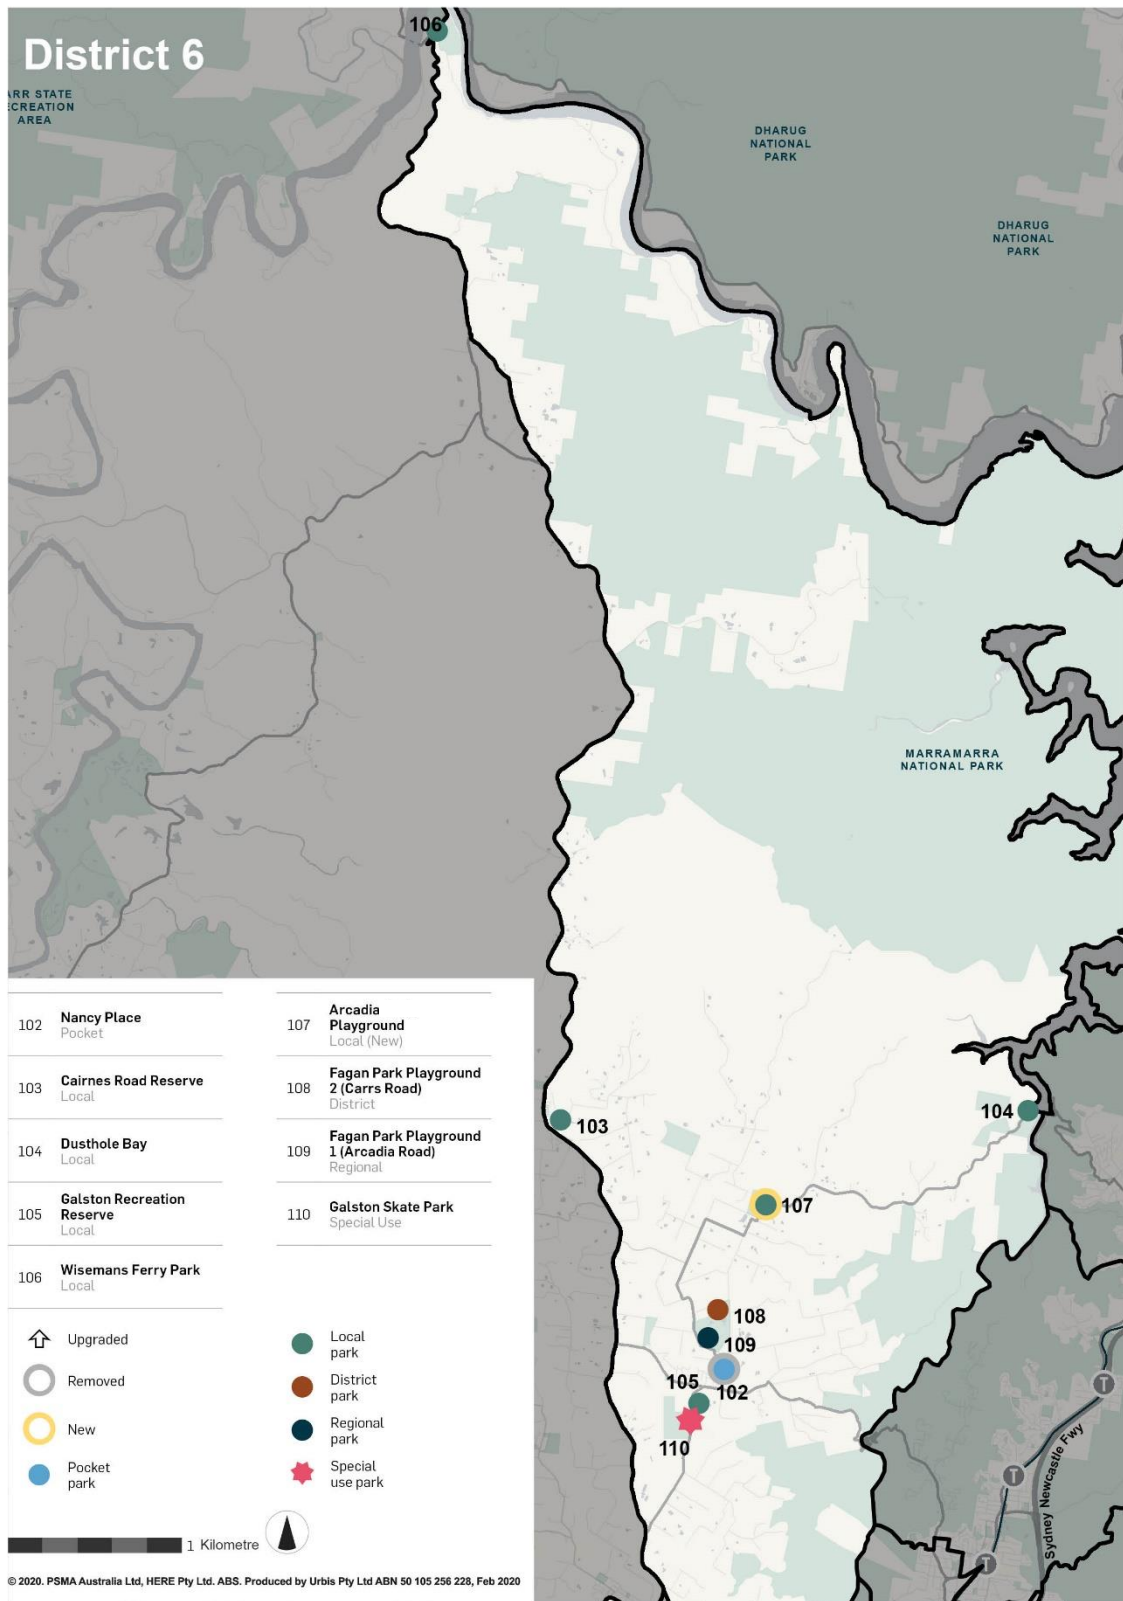 106
District 6
ARR STATE
ECREATION
AREA
DHARUG
NATIONAL
PARK
DHARUG
NATIONAL
PARK
MARRAMARRA
NATIONAL PARK
103
104
107
108
109
105
102
110
Sydney Newcastle Fwy
T
T
T
102
Nancy Place
Pocket
103
Cairnes Road Reserve
Local
104
Dusthole Bay
Local
105
Galston Recreation
Reserve
Local
106
Wisemans Ferry Park
Local
107
Arcadia
Playground
Local (New)
108
Fagan Park Playground
2 (Carrs Road)
District
109
Fagan Park Playground
1 (Arcadia Road)
Regional
110
Galston Skate Park
Special Use
Upgraded
Removed
New
Pocket
park
Local
park
District
park
Regional
park
Special
use park
1 Kilometre
© 2020. PSMA Australia Ltd, HERE Pty Ltd. ABS. Produced by Urbis Pty Ltd ABN 50 105 256 228, Feb 2020